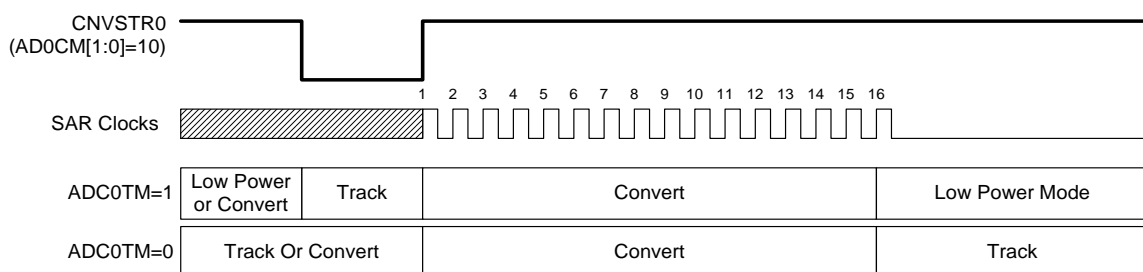 CNVSTR0
(AD0CM[1:0]=10)
1 2 3 4 5 6 7 8 9 10 11 12 13 14 15 16
SAR Clocks
ADC0TM=1
Low Power
or Convert
Track
Convert
Low Power Mode
ADC0TM=0
Track Or Convert
Convert
Track